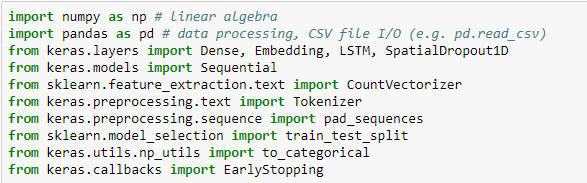 import numpy as np # linear algebra
import pandas as pd # data processing, CSV file I/O (e.g. pd.read_csv)
from keras.layers import Dense, Embedding, LSTM, SpatialDropout1D
from keras.models import Sequential
from sklearn.feature_extraction.text import CountVectorizer
from keras.preprocessing.text import Tokenizer
from keras.preprocessing.sequence import pad_sequences
from sklearn.model_selection import train_test_split
from keras.utils.np_utils import to_categorical
from keras.callbacks import EarlyStopping